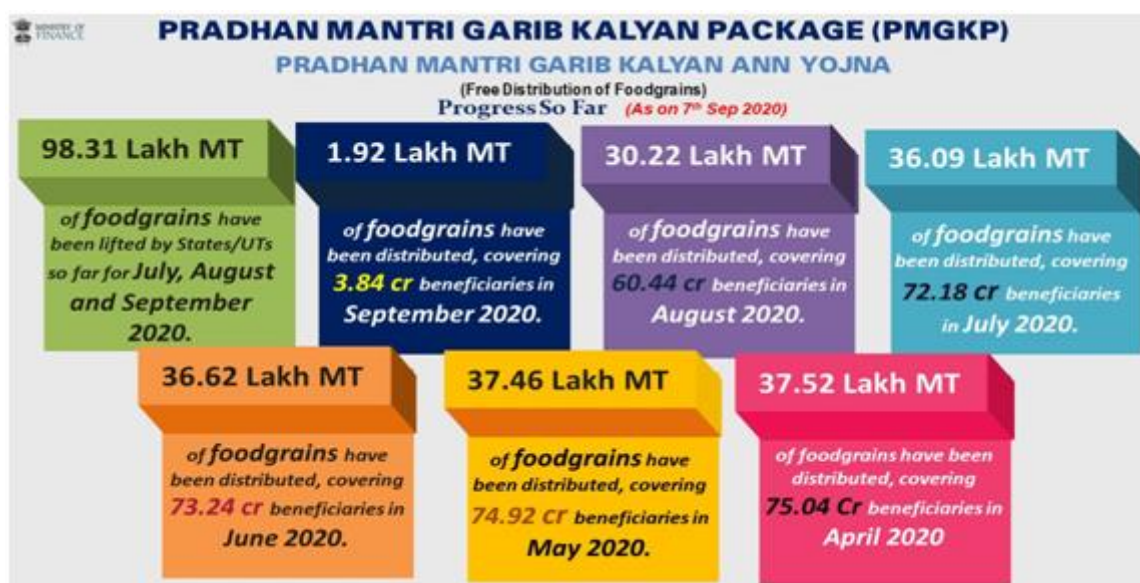 MINISTRY OF
FINANCE
PRADHAN MANTRI GARIB KALYAN PACKAGE (PMGKP)
PRADHAN MANTRI GARIB KALYAN ANN YOJNA
(Free Distribution of Foodgrains)
Progress So Far (As on 7th Sep 2020)
98.31 Lakh MT
of foodgrains have
been lifted by States/UTs
so far for July, August
and September
2020.
1.92 Lakh MT
of foodgrains have
been distributed, covering
3.84 cr beneficiaries in
September 2020.
30.22 Lakh MT
of foodgrains have
been distributed, covering
60.44 cr beneficiaries in
August 2020.
36.09 Lakh MT
of foodgrains have
been distributed, covering
72.18 cr beneficiaries
in July 2020.
36.62 Lakh MT
of foodgrains have
been distributed, covering
73.24 cr beneficiaries in
June 2020.
37.46 Lakh MT
of foodgrains have
been distributed, covering
74.92 cr beneficiaries in
May 2020.
37.52 Lakh MT
of foodgrains have been
distributed, covering
75.04 Cr beneficiaries in
April 2020